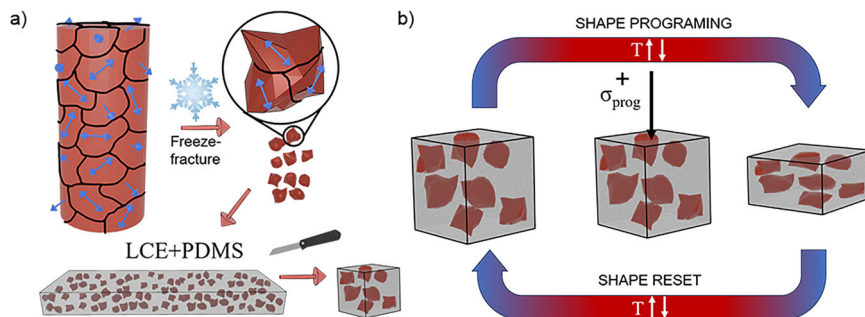 a)
Freeze-
fracture
LCE+PDMS
b)
SHAPE PROGRAMING
T
+
σprog
SHAPE RESET
T